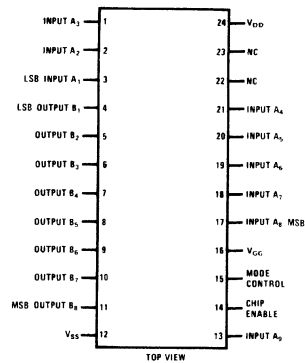 INPUT A₃ 1 24 VDD
INPUT A₂ 2 23 NC
LSB INPUT A₁ 3 22 NC
LSB OUTPUT B₁ 4 21 INPUT A₄
OUTPUT B₂ 5 20 INPUT A₅
OUTPUT B₃ 6 19 INPUT A₆
OUTPUT B₄ 7 18 INPUT A₇
OUTPUT B₅ 8 17 INPUT A₈ MSB
OUTPUT B₆ 9 16 VGG
OUTPUT B₇ 10 15 MODE
CONTROL
MSB OUTPUT B₈ 11 14 CHIP
ENABLE
VSS 12 13 INPUT A₉
TOP VIEW